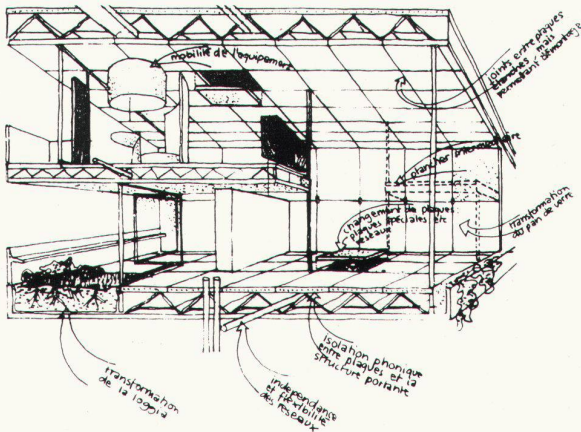 mobilité de l'équipement
joints entre plaques
étanches, mais
permettant démontage
plancher intermédiaire
changement de plaques
plaques spéciales etc
réseaux
transformation
du pan de verre
isolation phonique
entre plaques et la
structure portante
indépendance
et flexibilité
des réseaux
transformation
de la loggia